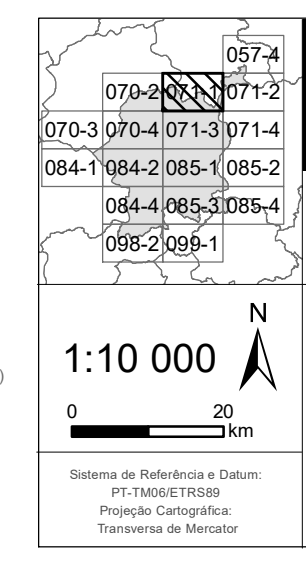 057-4
070-2 071-1 071-2
070-3 070-4 071-3 071-4
084-1 084-2 085-1 085-2
084-4 085-3 085-4
098-2 099-1
N
1:10 000
0 20
km
)
Sistema de Referência e Datum:
PT-TM06/ETRS89
Projeção Cartográfica:
Transversa de Mercator